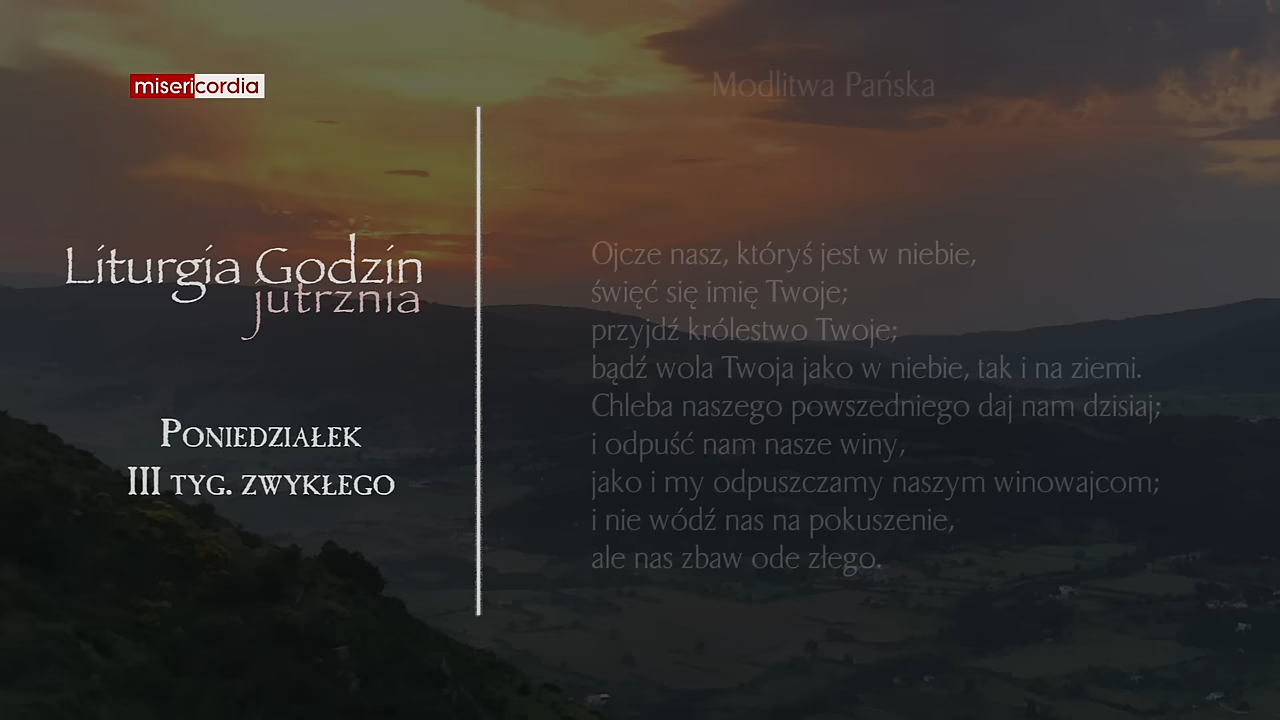 misericordia
Liturgia Godzin
jutrznia
Poniedziałek
III tyg. zwykłego
Modlitwa Pańska
Ojcze nasz, któryś jest w niebie,
święć się imię Twoje;
przyjdź królestwo Twoje;
bądź wola Twoja jako w niebie, tak i na ziemi.
Chleba naszego powszedniego daj nam dzisiaj;
i odpuść nam nasze winy,
jako i my odpuszczamy naszym winowajcom;
i nie wódź nas na pokuszenie,
ale nas zbaw ode złego.